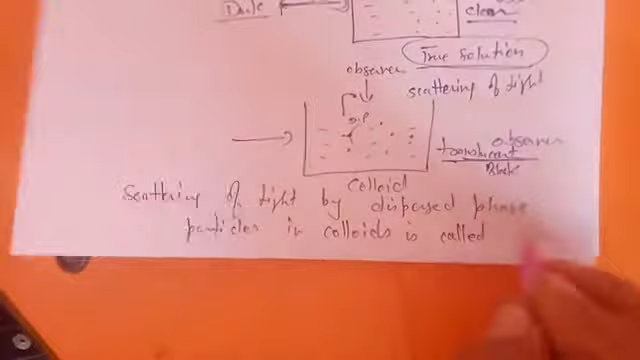 Dark
clear
True solution
observer
scattering of light
observer
translucent
Colloid
Scattring of light by dispersed phase
particles in colloids is called